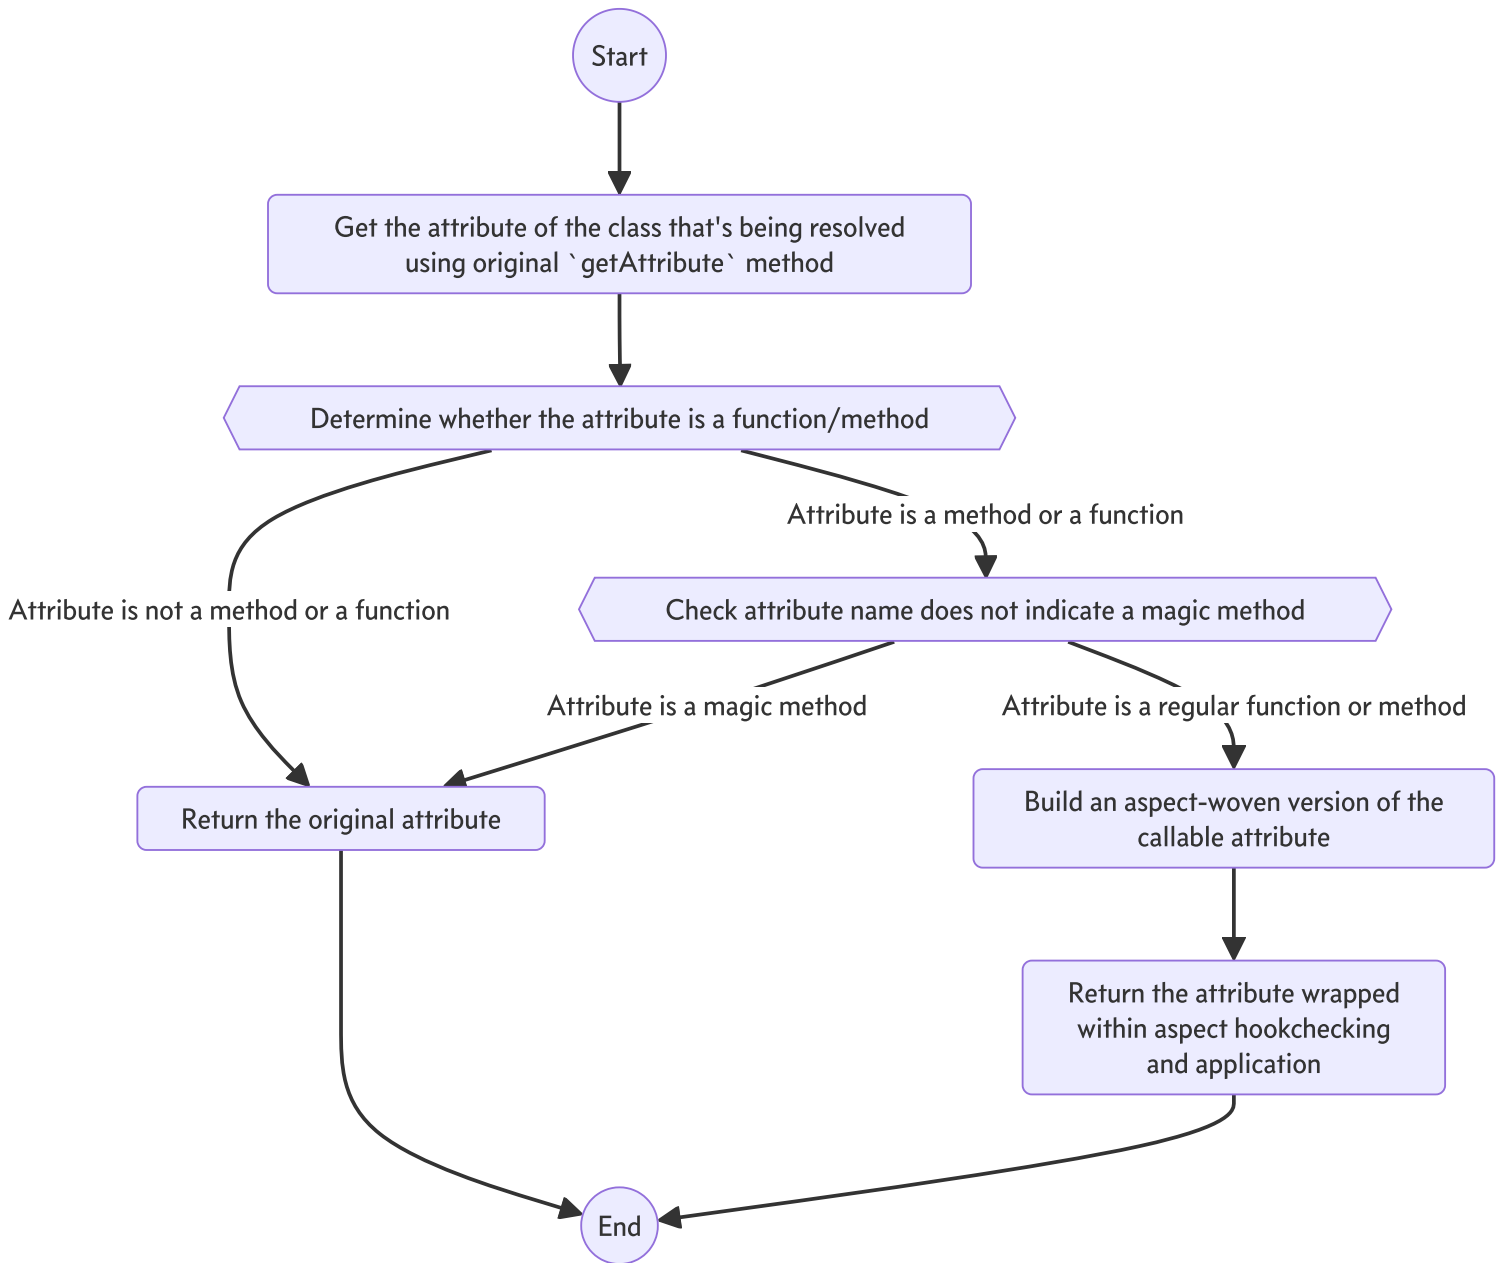 Start
Get the attribute of the class that's being resolved
using original `getAttribute` method
Determine whether the attribute is a function/method
Attribute is a method or a function
Attribute is not a method or a function
Check attribute name does not indicate a magic method
Attribute is a magic method
Attribute is a regular function or method
Return the original attribute
Build an aspect-woven version of the
callable attribute
Return the attribute wrapped
within aspect hookchecking
and application
End